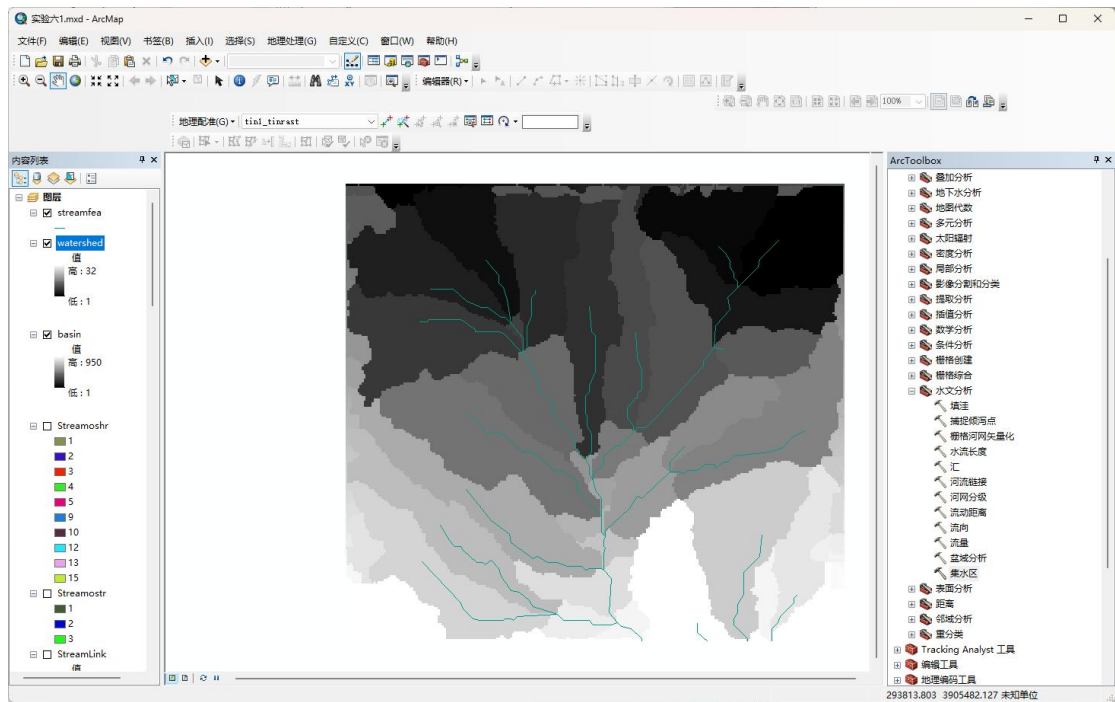 实验六1.mxd - ArcMap
文件(F) 编辑(E) 视图(V) 书签(B) 插入(I) 选择(S) 地理处理(G) 自定义(C) 窗口(W) 帮助(H)
编辑器(R)
100%
地理配准(G) tin1_tinrast
内容列表
图层
streamfea
watershed
值
高 : 32
低 : 1
basin
值
高 : 950
低 : 1
Streamoshr
1
2
3
4
5
9
10
12
13
15
Streamostr
1
2
3
StreamLink
值
ArcToolbox
叠加分析
地下水分析
地图代数
多元分析
太阳辐射
密度分析
局部分析
影像分割和分类
提取分析
插值分析
数学分析
条件分析
栅格创建
栅格综合
水文分析
填洼
捕捉倾泻点
栅格河网矢量化
水流长度
汇
河流链接
河网分级
流动距离
流向
流量
盆域分析
集水区
表面分析
距离
邻域分析
重分类
Tracking Analyst 工具
编辑工具
地理编码工具
293813.803 3905482.127 未知单位